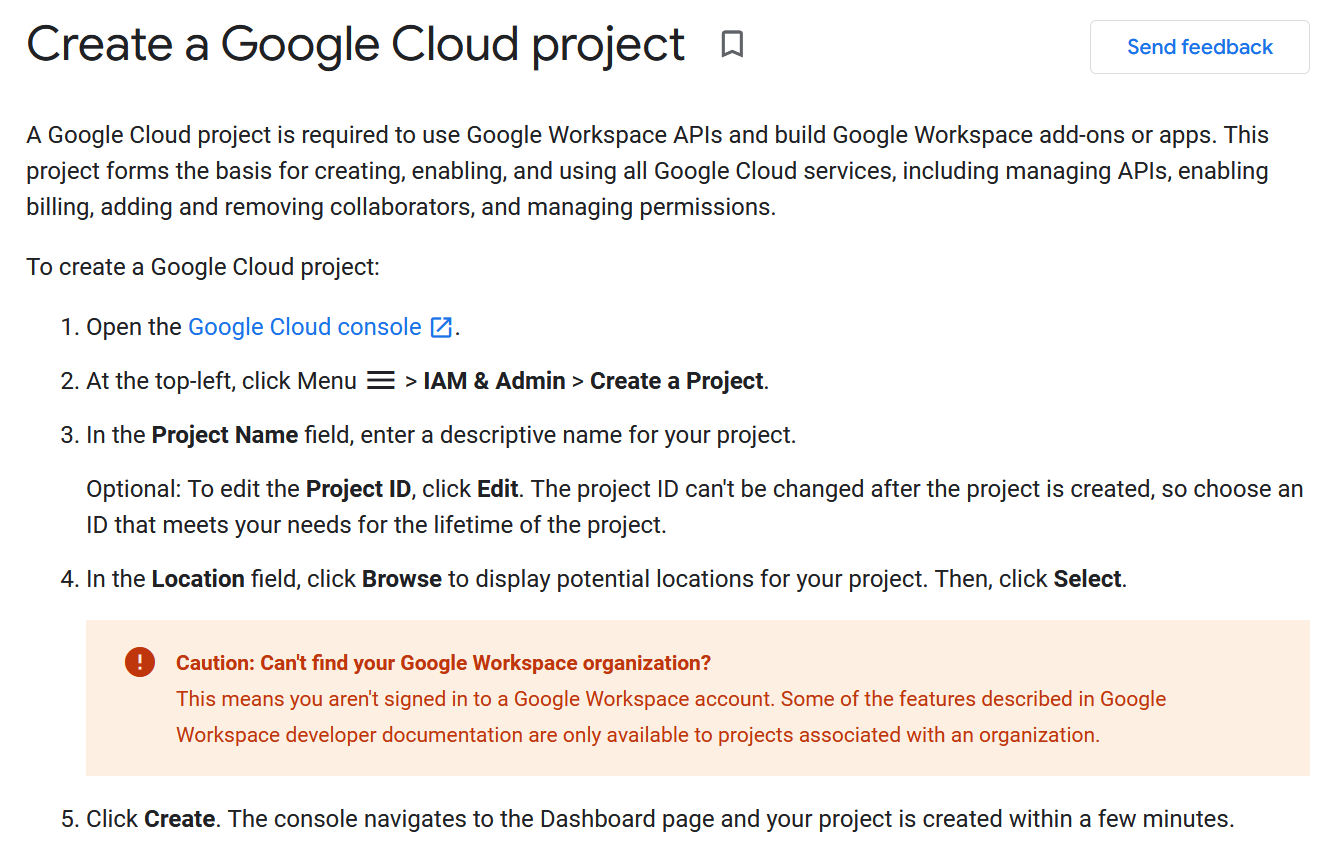 Create a Google Cloud project
Send feedback
A Google Cloud project is required to use Google Workspace APIs and build Google Workspace add-ons or apps. This
project forms the basis for creating, enabling, and using all Google Cloud services, including managing APIs, enabling
billing, adding and removing collaborators, and managing permissions.
To create a Google Cloud project:
1. Open the Google Cloud console .
2. At the top-left, click Menu > IAM & Admin > Create a Project.
3. In the Project Name field, enter a descriptive name for your project.
Optional: To edit the Project ID, click Edit. The project ID can't be changed after the project is created, so choose an
ID that meets your needs for the lifetime of the project.
4. In the Location field, click Browse to display potential locations for your project. Then, click Select.
Caution: Can't find your Google Workspace organization?
This means you aren't signed in to a Google Workspace account. Some of the features described in Google
Workspace developer documentation are only available to projects associated with an organization.
5. Click Create. The console navigates to the Dashboard page and your project is created within a few minutes.